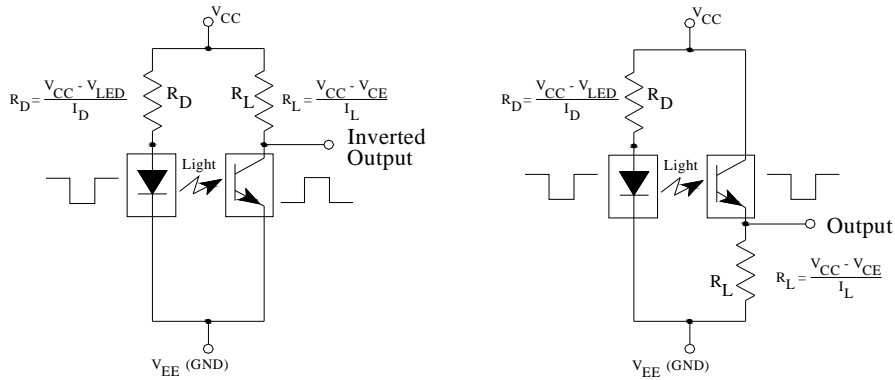 VCC
RD = VCC - VLED / ID
RD
RL
RL = VCC - VCE / IL
Inverted
Output
Light
VEE (GND)
VCC
RD = VCC - VLED / ID
RD
Light
Output
RL
RL = VCC - VCE / IL
VEE (GND)